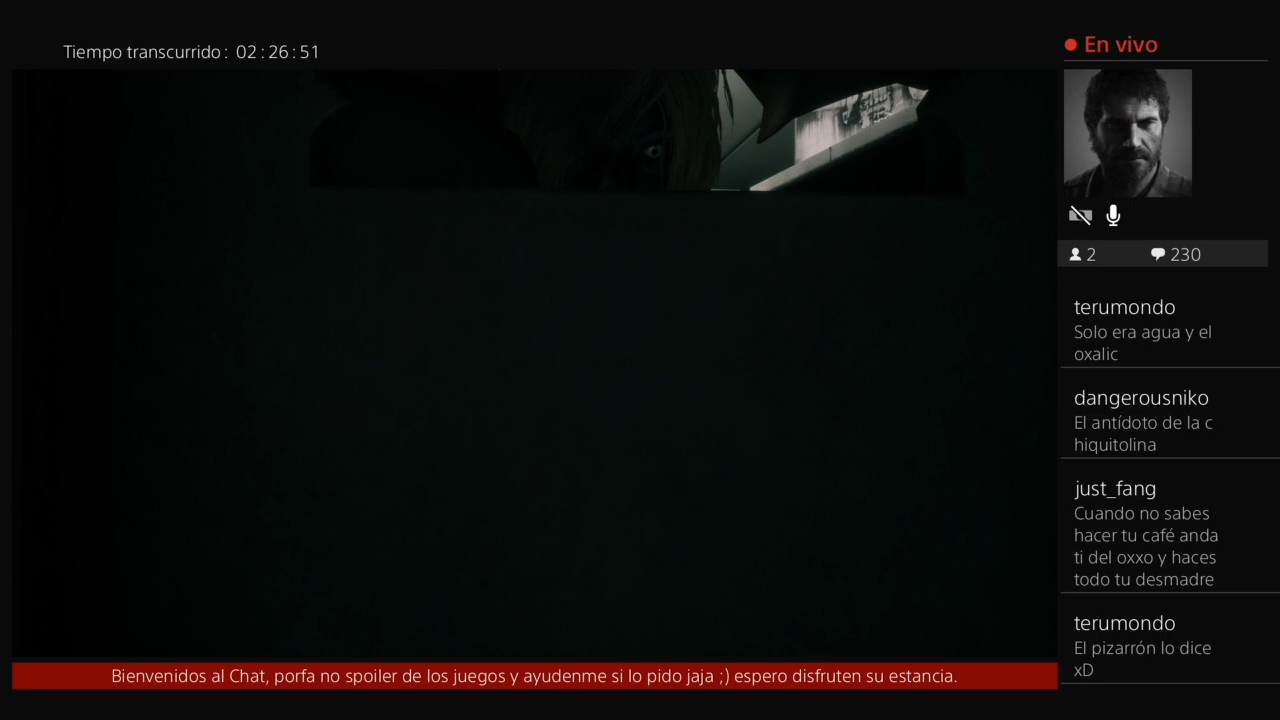 Tiempo transcurrido: 02:26:51
En vivo
2 230
terumondo
Solo era agua y el
oxalic
dangerousniko
El antídoto de la c
hiquitolina
just_fang
Cuando no sabes
hacer tu café anda
ti del oxxo y haces
todo tu desmadre
terumondo
El pizarrón lo dice
xD
Bienvenidos al Chat, porfa no spoiler de los juegos y ayudenme si lo pido jaja ;) espero disfruten su estancia.